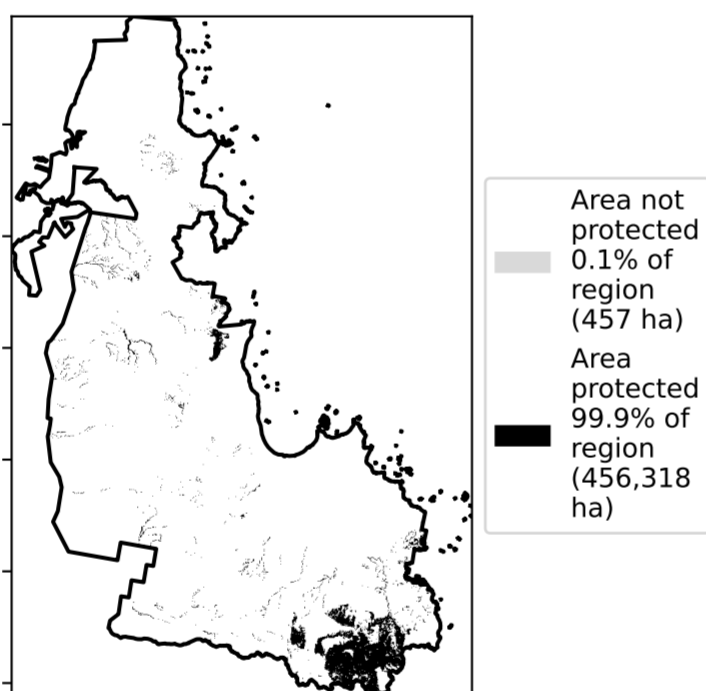 Area not
protected
0.1% of
region
(457 ha)
Area
protected
99.9% of
region
(456,318
ha)